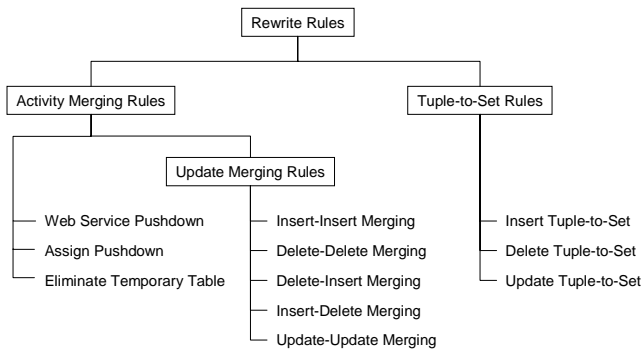 Rewrite Rules
Activity Merging Rules
Tuple-to-Set Rules
Update Merging Rules
Web Service Pushdown
Assign Pushdown
Eliminate Temporary Table
Insert-Insert Merging
Delete-Delete Merging
Delete-Insert Merging
Insert-Delete Merging
Update-Update Merging
Insert Tuple-to-Set
Delete Tuple-to-Set
Update Tuple-to-Set